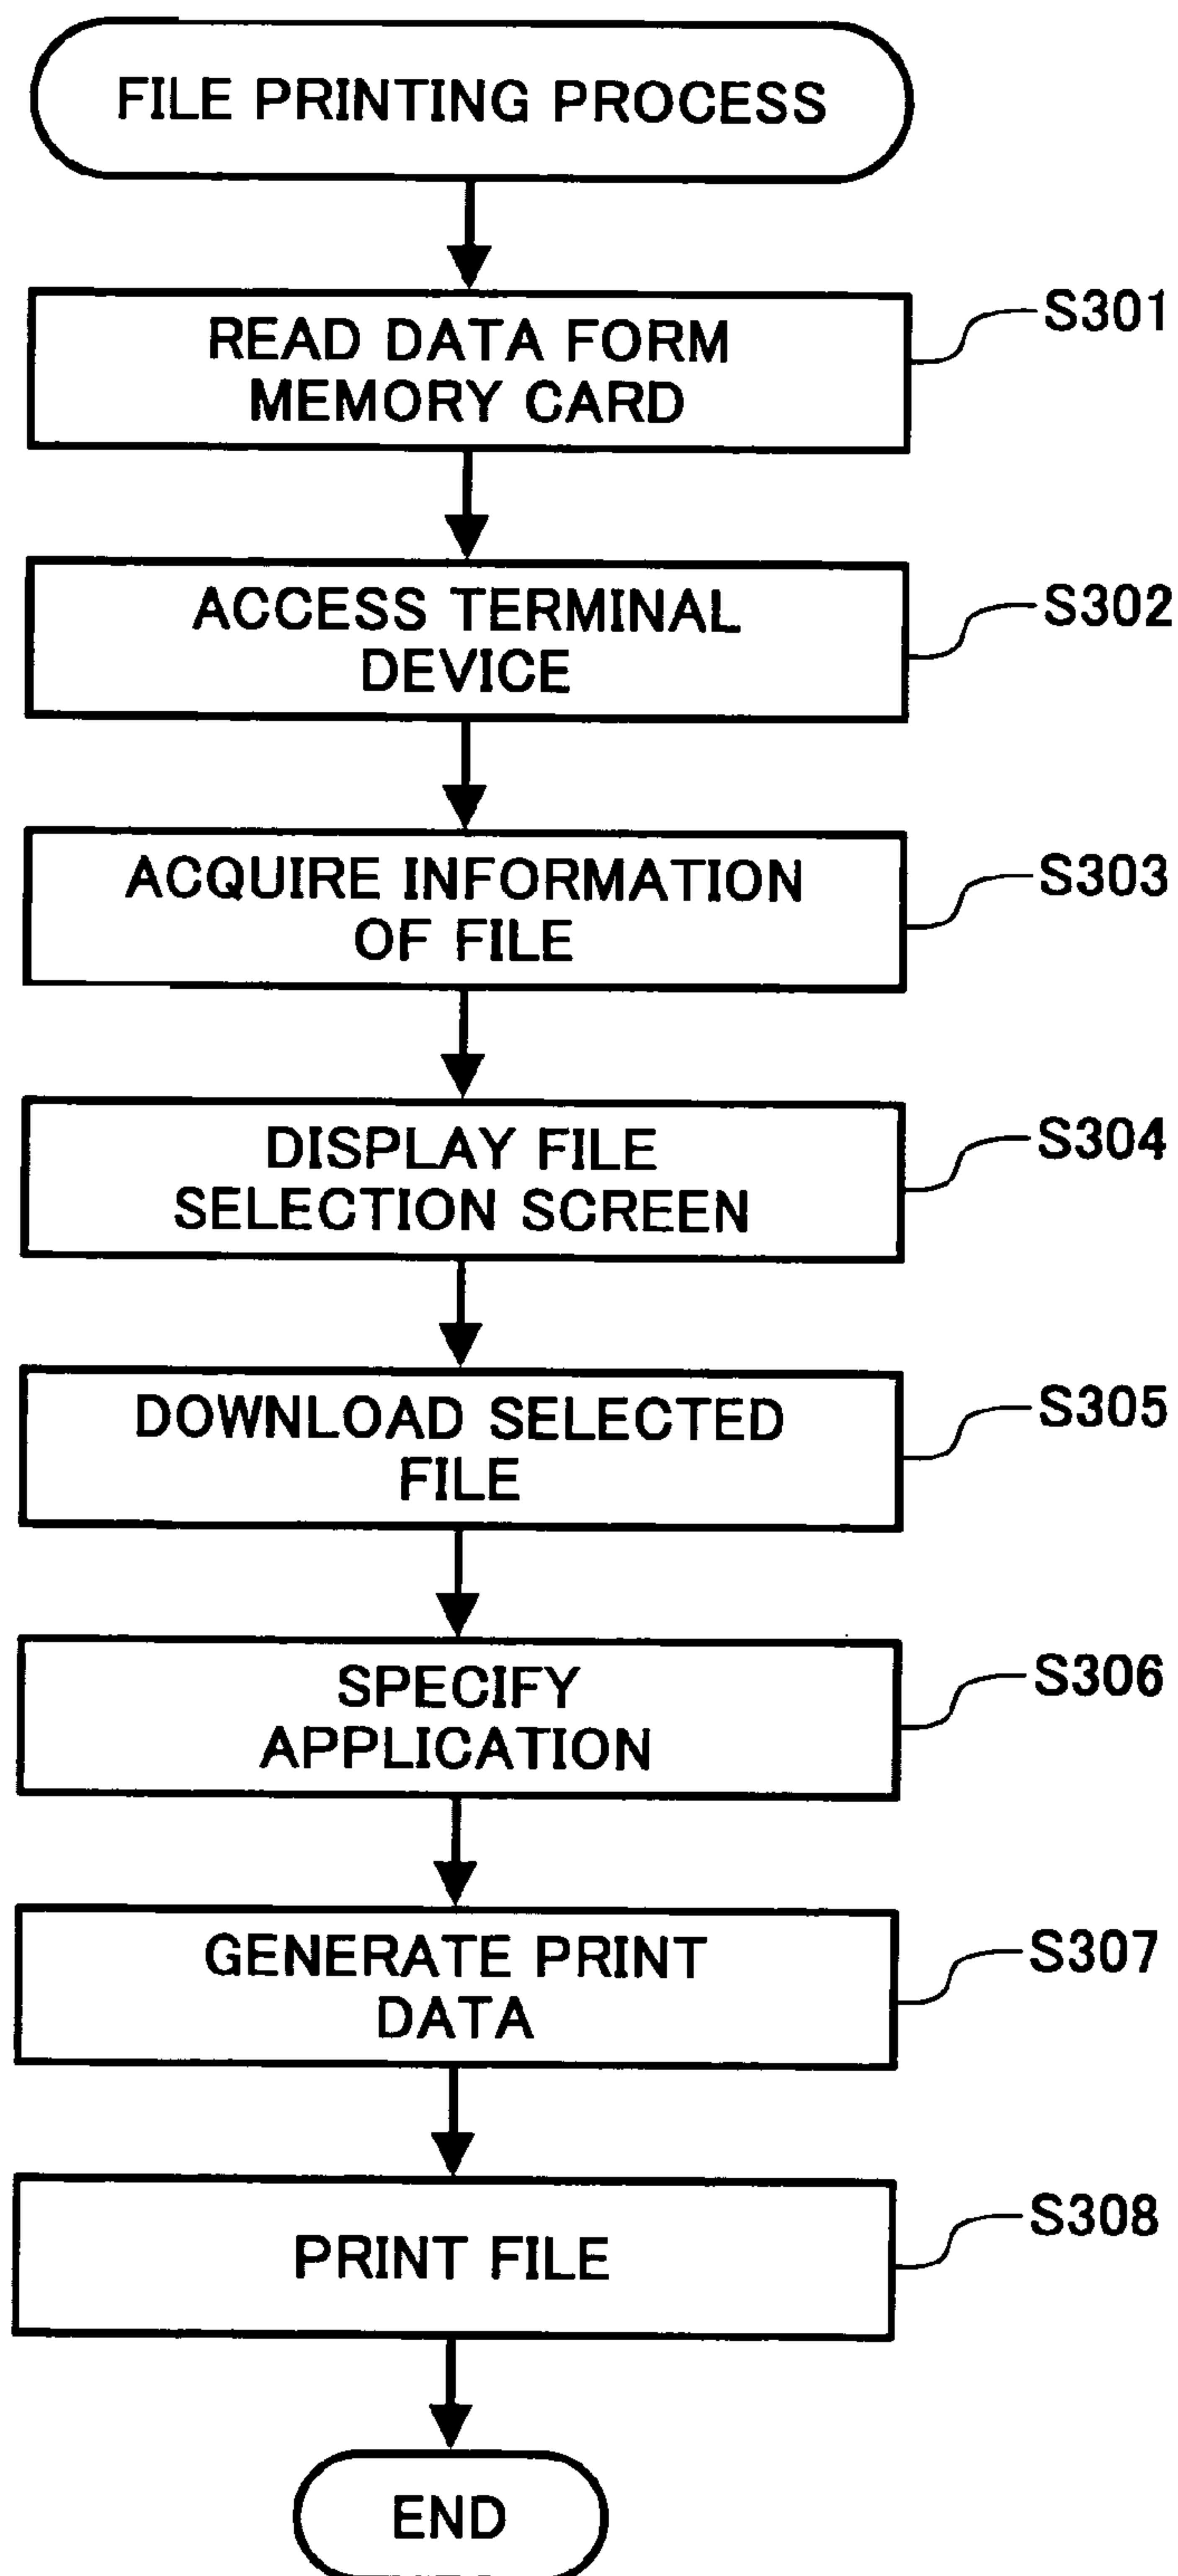 FILE PRINTING PROCESS
READ DATA FORM
MEMORY CARD
S301
ACCESS TERMINAL
DEVICE
S302
ACQUIRE INFORMATION
OF FILE
S303
DISPLAY FILE
SELECTION SCREEN
S304
DOWNLOAD SELECTED
FILE
S305
SPECIFY
APPLICATION
S306
GENERATE PRINT
DATA
S307
PRINT FILE
S308
END